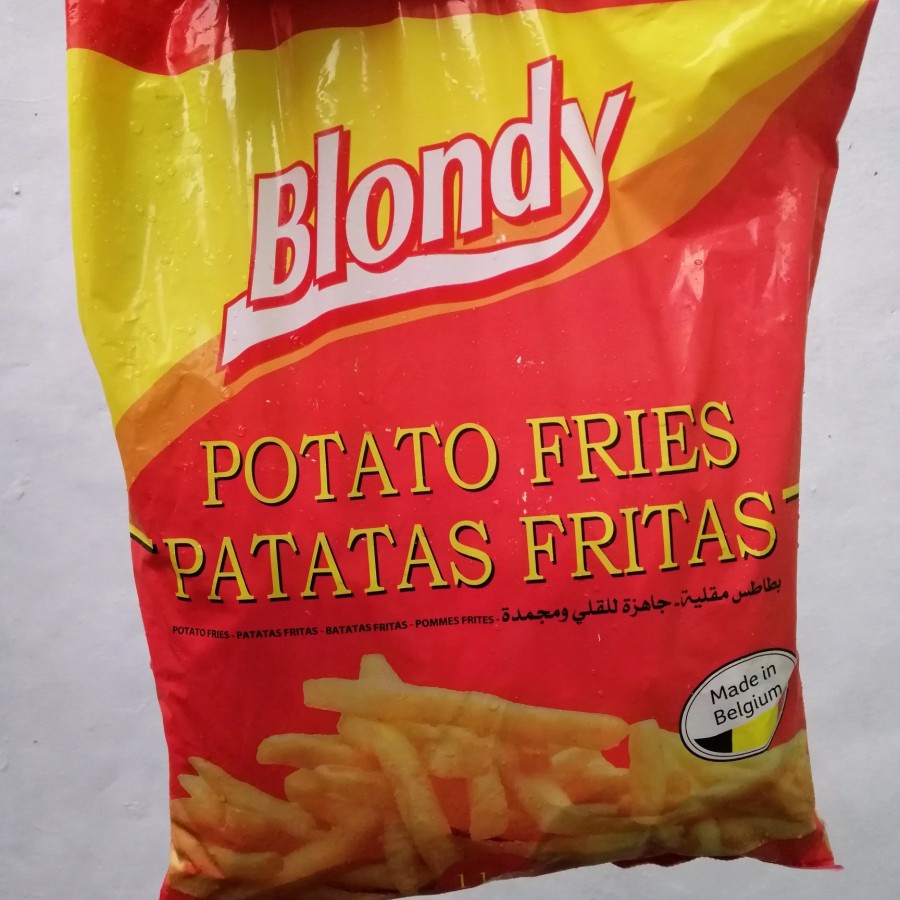 Blondy
POTATO FRIES
PATATAS FRITAS
POTATO FRIES - PATATAS FRITAS - BATATAS FRITAS - POMMES FRITES - بطاطس مقلية - جاهزة للقلي ومجمدة
Made in
Belgium